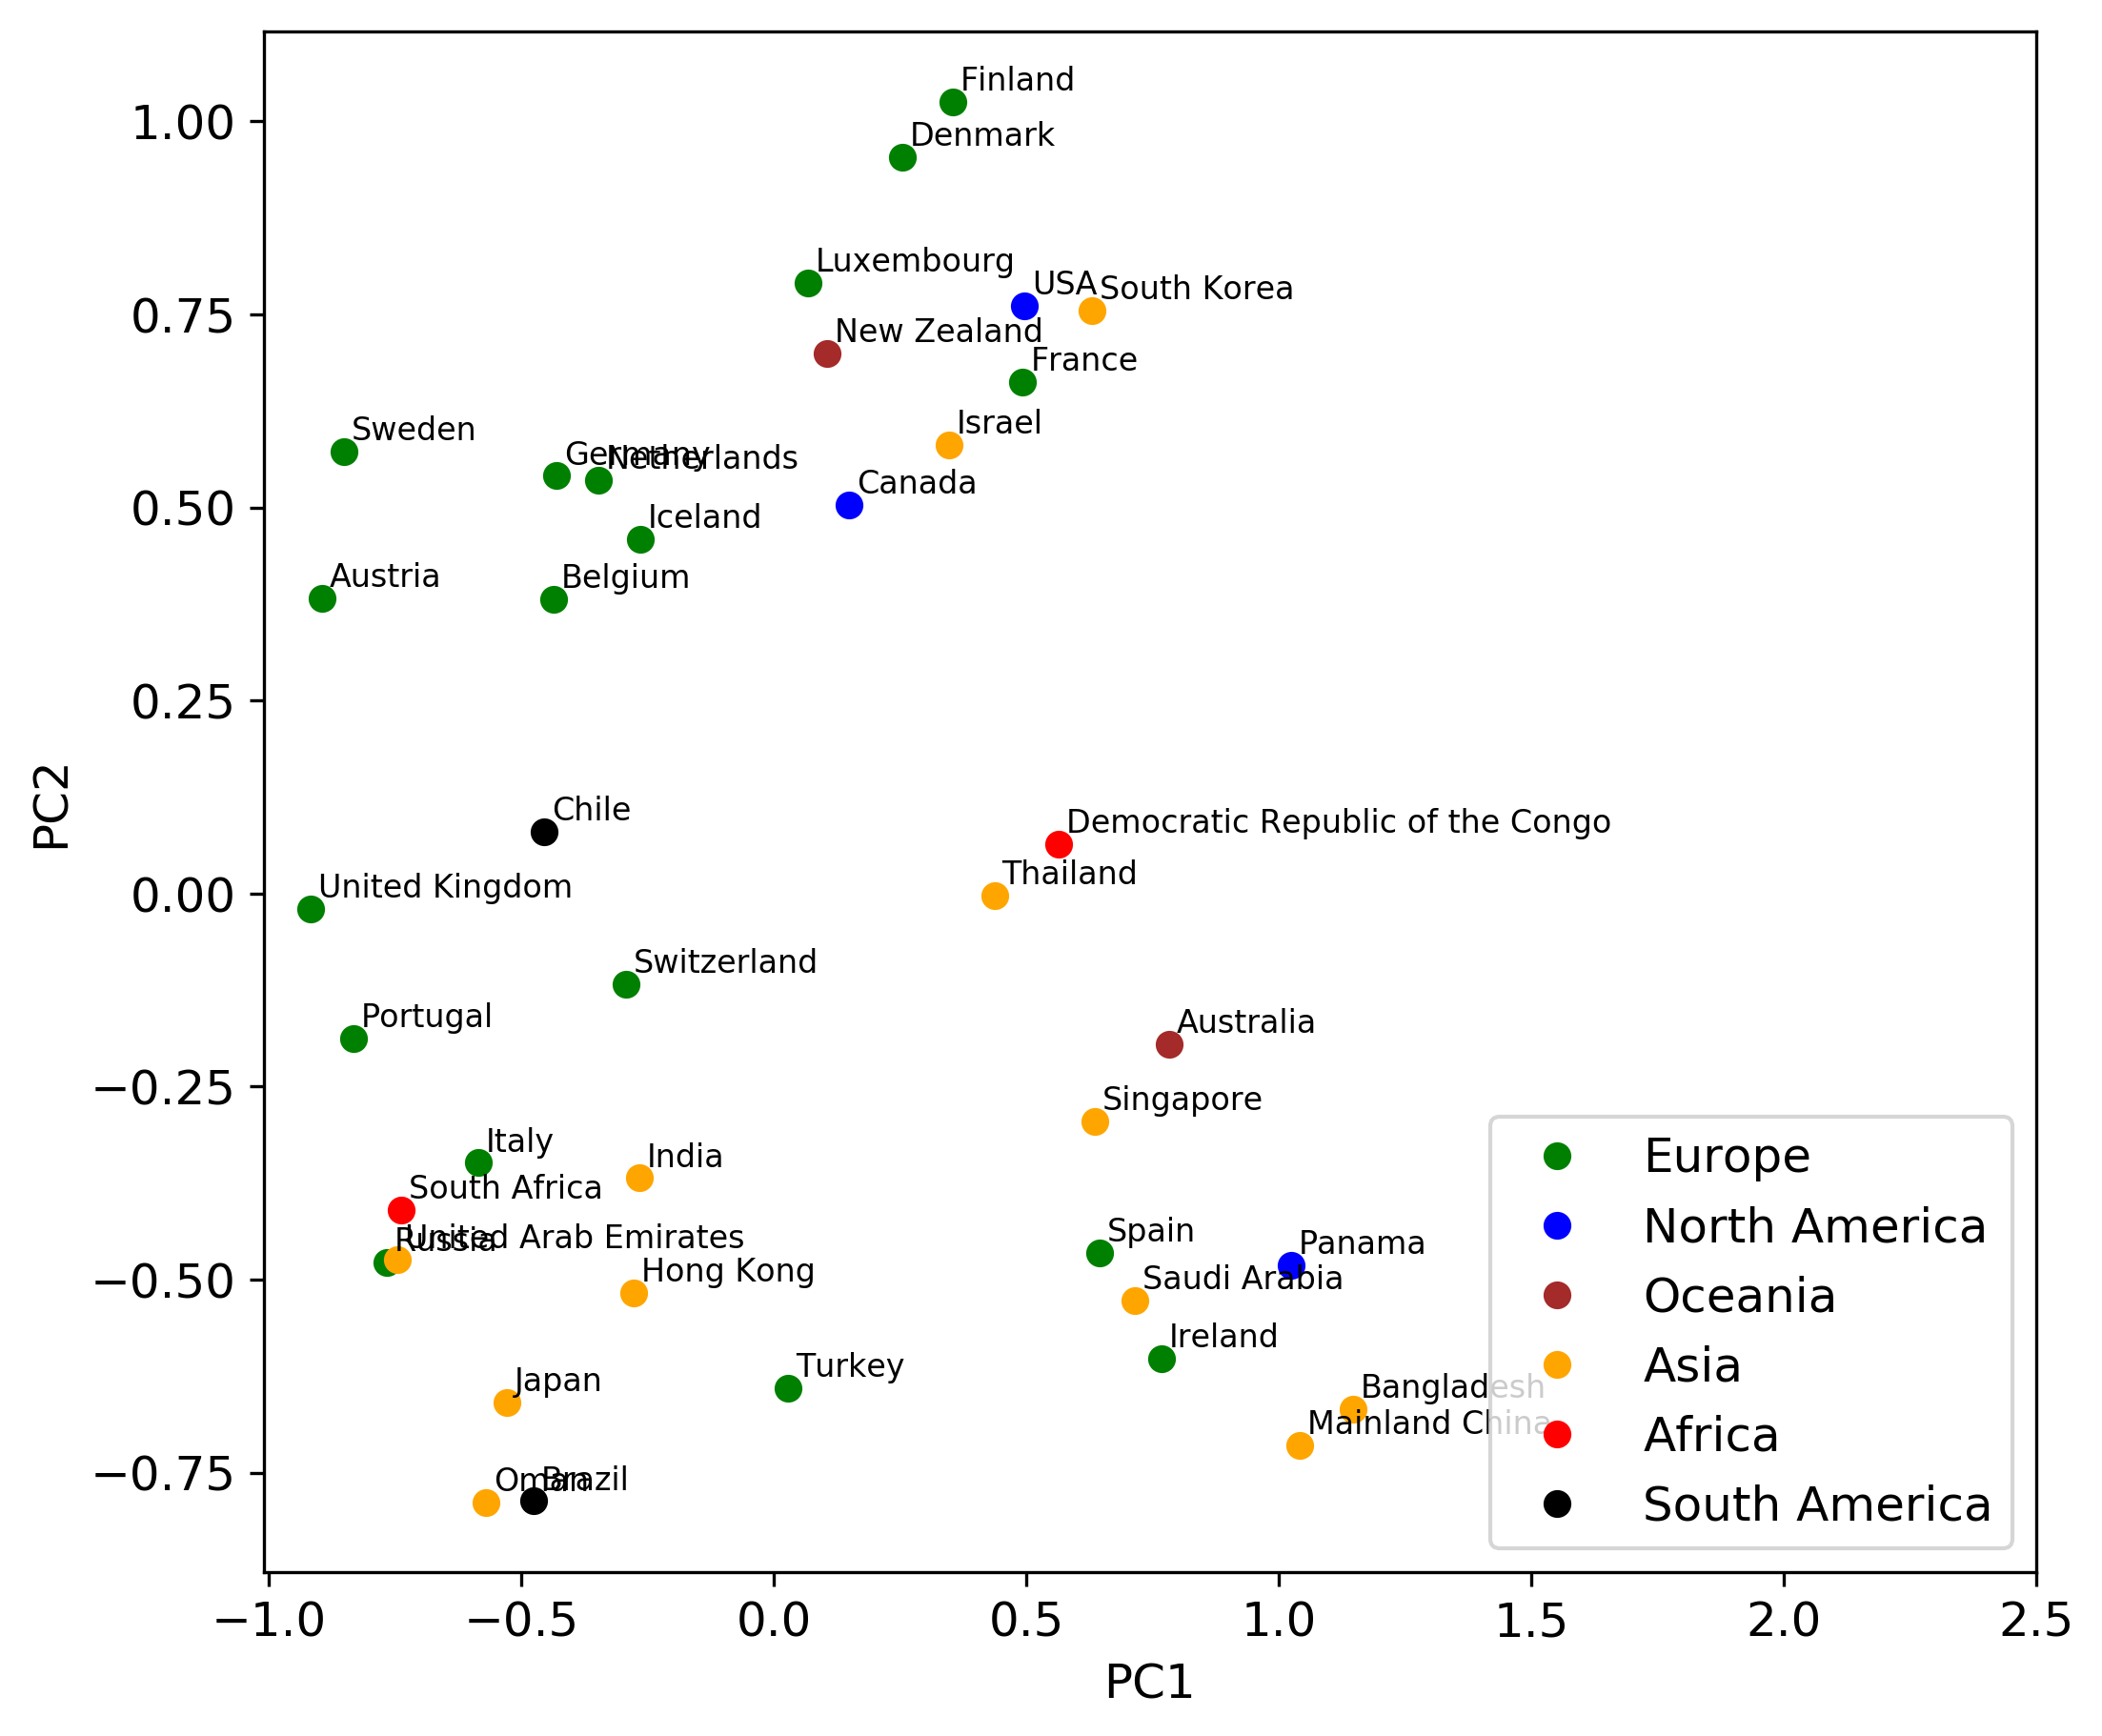 Finland
1.00
Denmark
Luxembourg
USA
South Korea
0.75
New Zealand
France
Israel
Sweden
Germany
Netherlands
Canada
0.50
Iceland
Austria
Belgium
0.25
PC2
Chile
Democratic Republic of the Congo
Thailand
0.00
United Kingdom
Switzerland
Portugal
Australia
−0.25
Singapore
Italy
India
South Africa
Russia
United Arab Emirates
Spain
Panama
Hong Kong
Saudi Arabia
−0.50
Ireland
Turkey
Japan
Bangladesh
Mainland China
−0.75
Oman
Brazil
Europe
North America
Oceania
Asia
Africa
South America
−1.0 −0.5 0.0 0.5 1.0 1.5 2.0 2.5
PC1